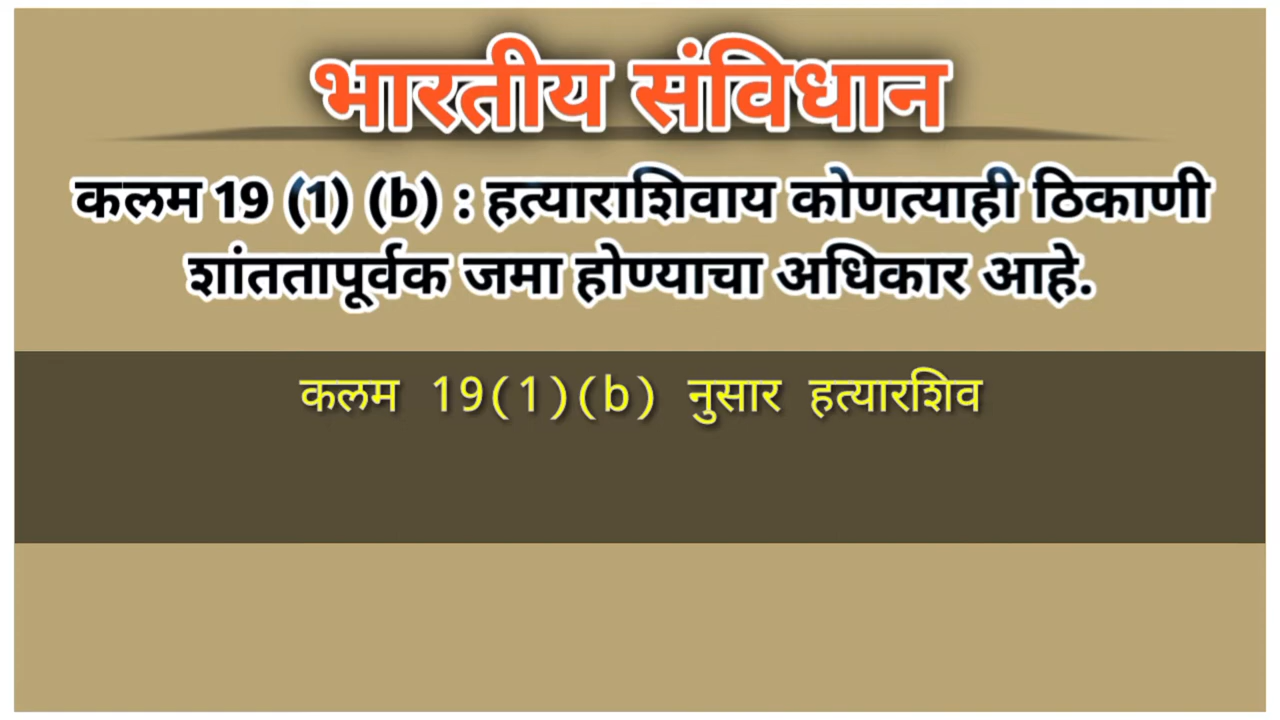 भारतीय संविधान
कलम 19 (1) (b) : हत्याराशिवाय कोणत्याही ठिकाणी
शांततापूर्वक जमा होण्याचा अधिकार आहे.
कलम 19(1)(b) नुसार हत्यारशिव